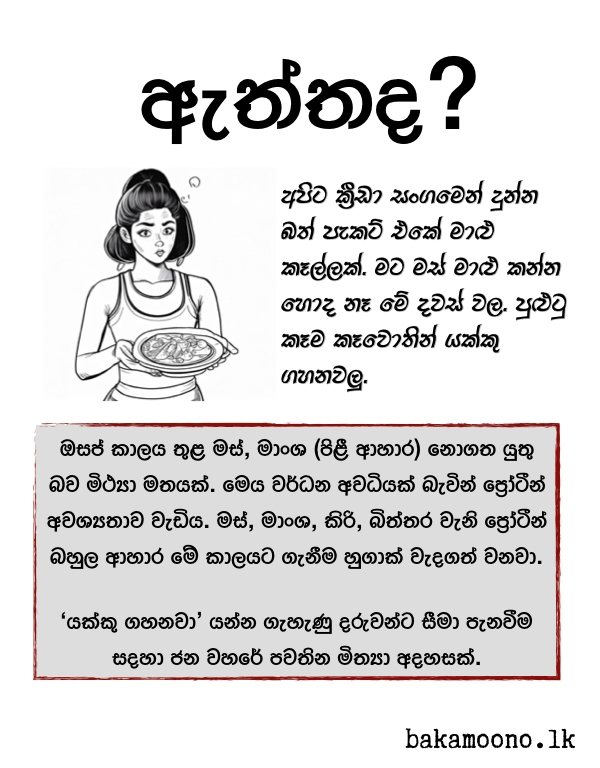 ඇත්තද?
අපිට ක්‍රීඩා සංගමෙන් දුන්න
බත් පැකට් එකේ මාළු
කෑල්ලක්. මට මස් මාළු කන්න
හොද නෑ මේ දවස් වල. පුළුටු
කෑම කෑවොතින් යක්කු
ගහනවලු.
ඔසප් කාලය තුළ මස්, මාංශ (පිළී ආහාර) නොගත යුතු
බව මිථ්‍යා මතයක්. මෙය වර්ධන අවධියක් බැවින් ප්‍රෝටීන්
අවශ්‍යතාව වැඩිය. මස්, මාංශ, කිරි, බිත්තර වැනි ප්‍රෝටීන්
බහුල ආහාර මේ කාලයට ගැනීම හුගාක් වැදගත් වනවා.
‘යක්කු ගහනවා’ යන්න ගැහැණු දරුවන්ට සීමා පැනවීම
සදහා ජන වහරේ පවතින මිත්‍යා අදහසක්.
bakamoono.lk